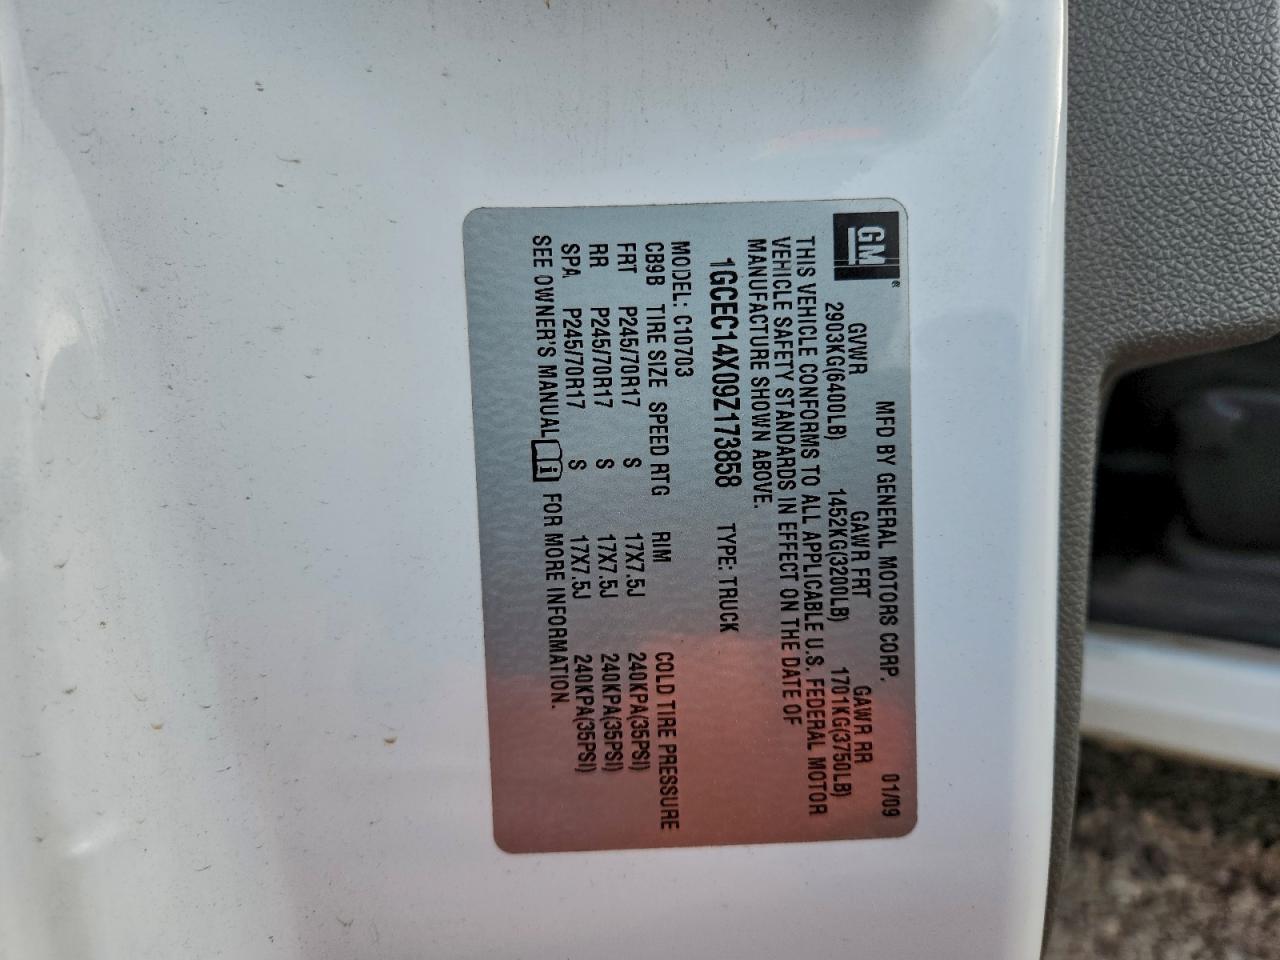 GM®
MFD BY GENERAL MOTORS CORP. 01/09
GVWR GAWR FRT GAWR RR
2903KG(6400LB) 1452KG(3200LB) 1701KG(3750LB)
THIS VEHICLE CONFORMS TO ALL APPLICABLE U.S. FEDERAL MOTOR
VEHICLE SAFETY STANDARDS IN EFFECT ON THE DATE OF
MANUFACTURE SHOWN ABOVE.
1GCEC14X09Z173858 TYPE: TRUCK
MODEL: C10703
CB9B TIRE SIZE SPEED RTG RIM COLD TIRE PRESSURE
FRT P245/70R17 S 17X7.5J 240KPA(35PSI)
RR P245/70R17 S 17X7.5J 240KPA(35PSI)
SPA P245/70R17 S 17X7.5J 240KPA(35PSI)
SEE OWNER'S MANUAL i FOR MORE INFORMATION.